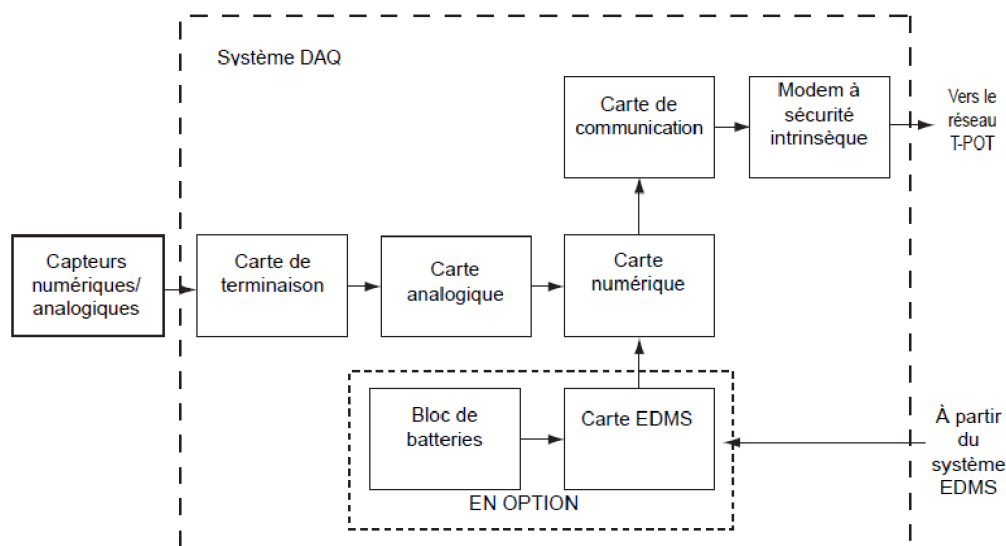 Système DAQ
Carte de
communication
Modem à
sécurité
intrinsèque
Vers le
réseau
T-POT
Capteurs
numériques/
analogiques
Carte de
terminaison
Carte
analogique
Carte
numérique
Bloc de
batteries
Carte EDMS
EN OPTION
À partir
du
système
EDMS